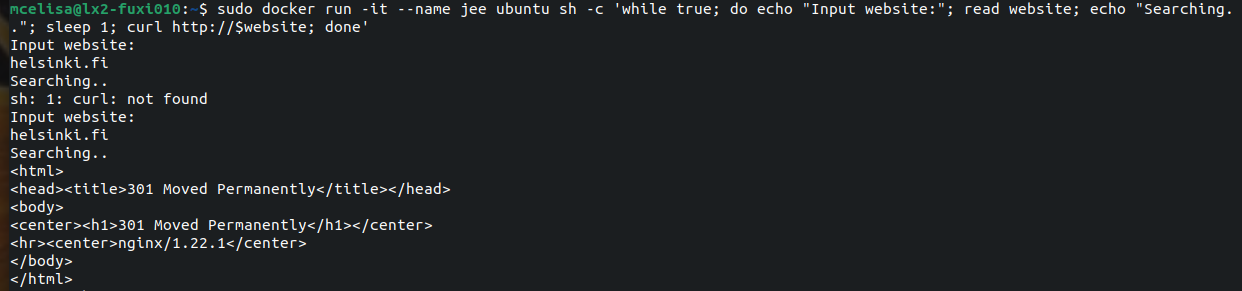 mcelisa@lx2-fuxi010:~$ sudo docker run -it --name jee ubuntu sh -c 'while true; do echo "Input website:"; read website; echo "Searching.
."; sleep 1; curl http://$website; done'
Input website:
helsinki.fi
Searching..
sh: 1: curl: not found
Input website:
helsinki.fi
Searching..
<html>
<head><title>301 Moved Permanently</title></head>
<body>
<center><h1>301 Moved Permanently</h1></center>
<hr><center>nginx/1.22.1</center>
</body>
</html>